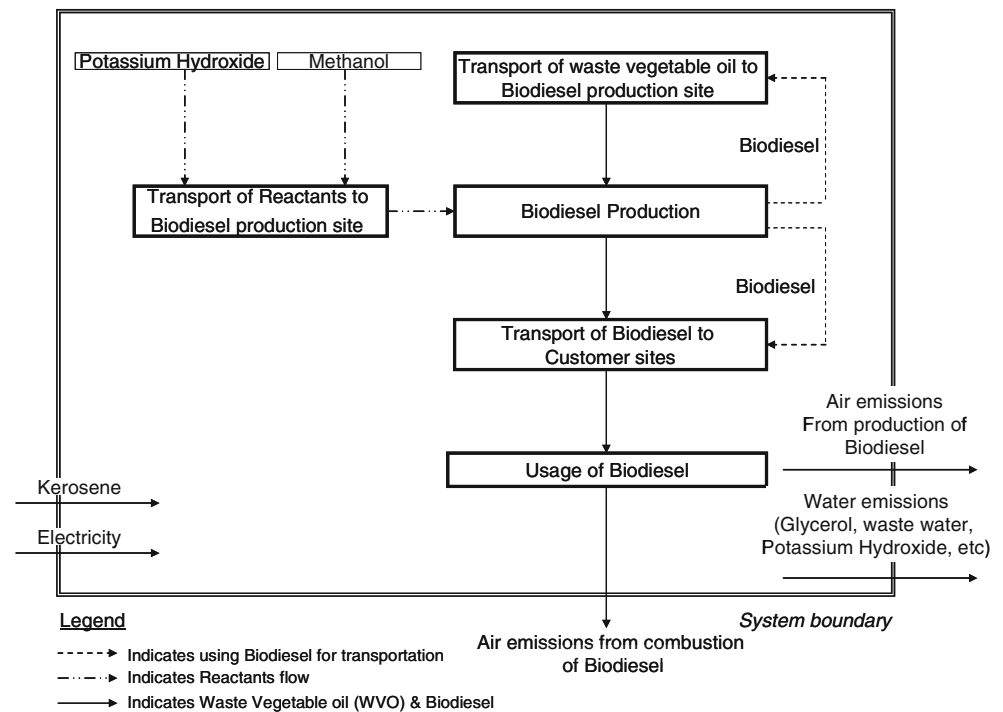 Potassium Hydroxide
Methanol
Transport of waste vegetable oil to
Biodiesel production site
Biodiesel
Transport of Reactants to
Biodiesel production site
Biodiesel Production
Biodiesel
Transport of Biodiesel to
Customer sites
Air emissions
From production of
Biodiesel
Usage of Biodiesel
Kerosene
Water emissions
(Glycerol, waste water,
Potassium Hydroxide, etc)
Electricity
Legend
System boundary
Air emissions from combustion
of Biodiesel
Indicates using Biodiesel for transportation
Indicates Reactants flow
Indicates Waste Vegetable oil (WVO) & Biodiesel